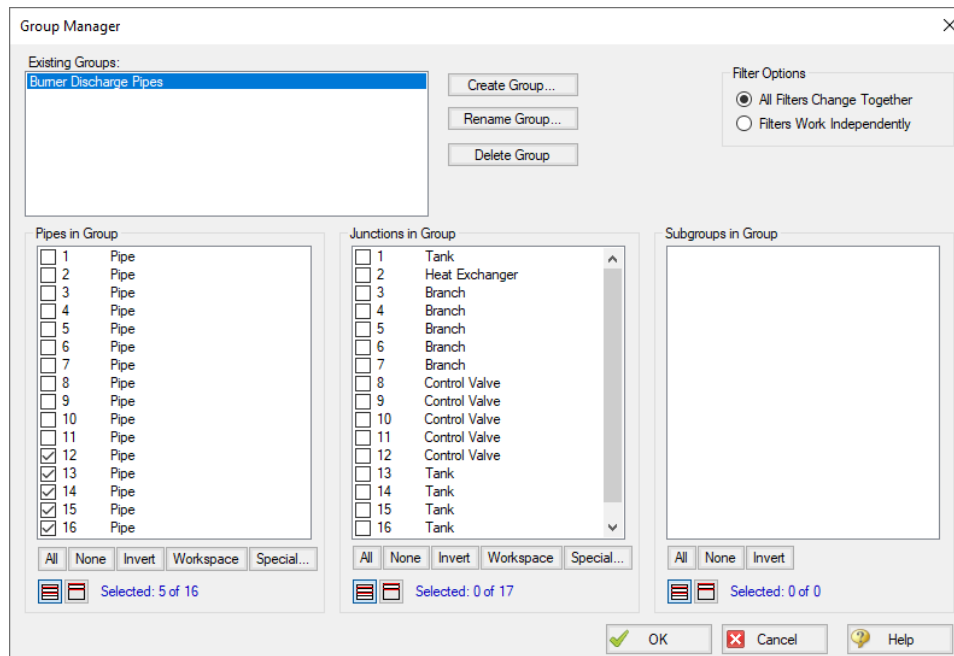 Group Manager
Existing Groups:
Burner Discharge Pipes
Create Group...
Rename Group...
Delete Group
Filter Options
All Filters Change Together
Filters Work Independently
Pipes in Group
1 Pipe
2 Pipe
3 Pipe
4 Pipe
5 Pipe
6 Pipe
7 Pipe
8 Pipe
9 Pipe
10 Pipe
11 Pipe
12 Pipe
13 Pipe
14 Pipe
15 Pipe
16 Pipe
All None Invert Workspace Special...
Selected: 5 of 16
Junctions in Group
1 Tank
2 Heat Exchanger
3 Branch
4 Branch
5 Branch
6 Branch
7 Branch
8 Control Valve
9 Control Valve
10 Control Valve
11 Control Valve
12 Control Valve
13 Tank
14 Tank
15 Tank
16 Tank
All None Invert Workspace Special...
Selected: 0 of 17
Subgroups in Group
All None Invert
Selected: 0 of 0
OK Cancel Help